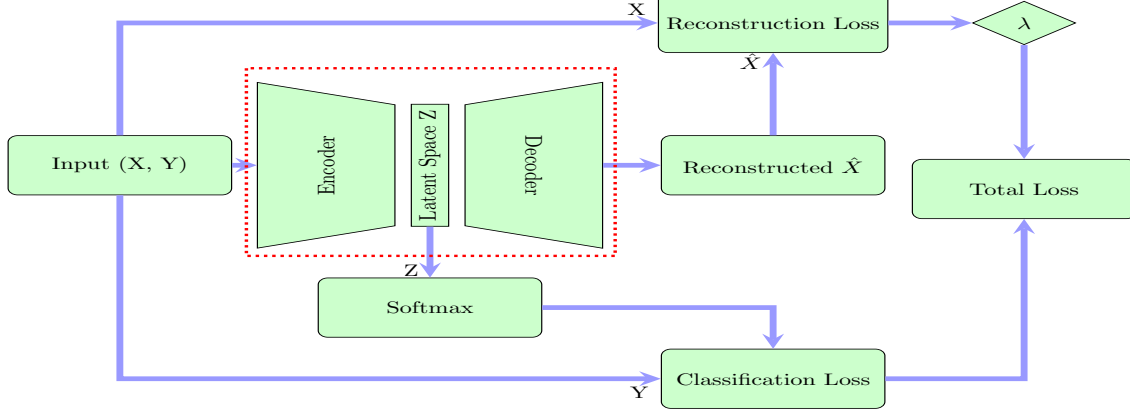 X
Reconstruction Loss
λ
X̂
Input (X, Y)
Encoder
Latent Space Z
Decoder
Reconstructed X̂
Total Loss
Z
Softmax
Classification Loss
Y